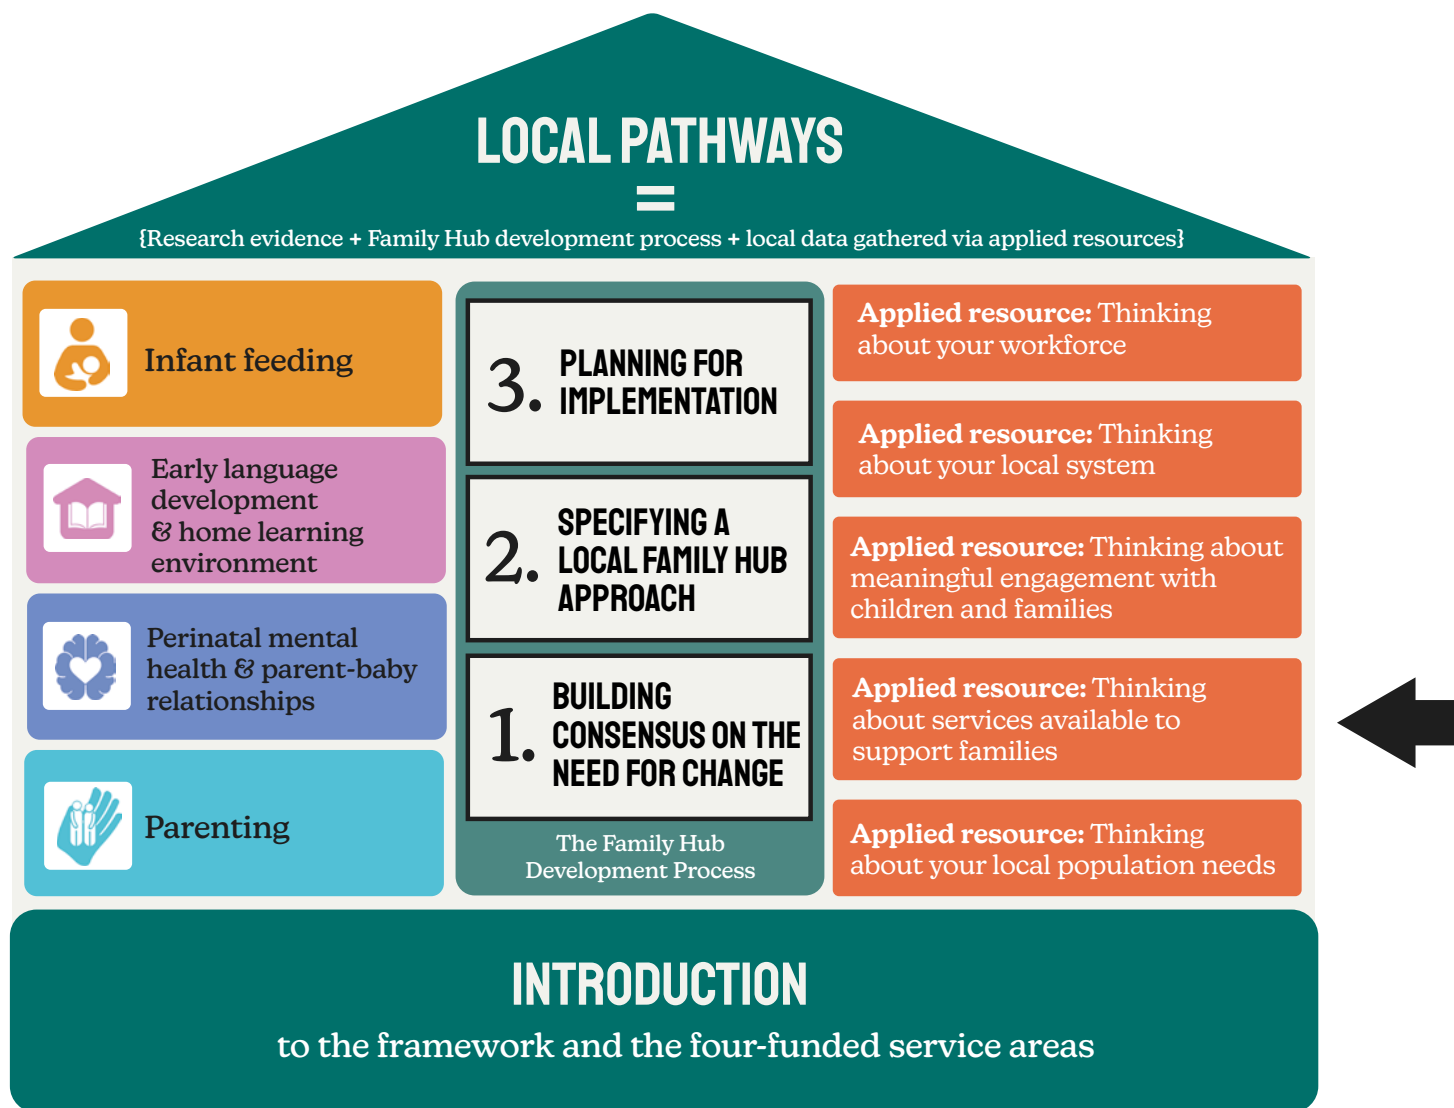 LOCAL PATHWAYS
=
{Research evidence + Family Hub development process + local data gathered via applied resources}
Infant feeding
Early language
development
& home learning
environment
Perinatal mental
health & parent-baby
relationships
Parenting
3. PLANNING FOR
IMPLEMENTATION
2. SPECIFYING A
LOCAL FAMILY HUB
APPROACH
1. BUILDING
CONSENSUS ON THE
NEED FOR CHANGE
The Family Hub
Development Process
Applied resource: Thinking
about your workforce
Applied resource: Thinking
about your local system
Applied resource: Thinking about
meaningful engagement with
children and families
Applied resource: Thinking
about services available to
support families
Applied resource: Thinking
about your local population needs
INTRODUCTION
to the framework and the four-funded service areas